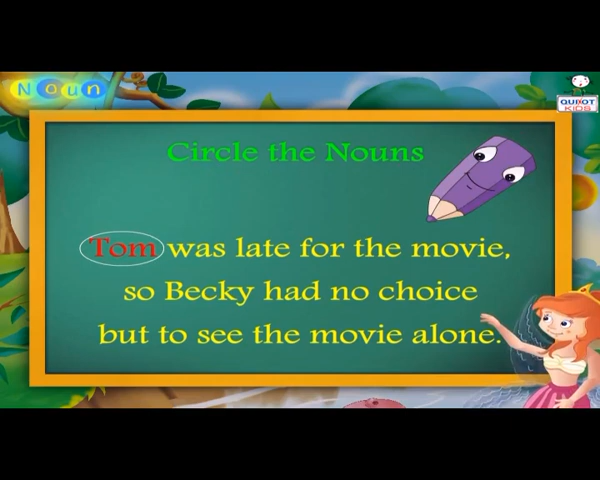 Noun
QUIXOT
KIDS
Circle the Nouns
Tom was late for the movie,
so Becky had no choice
but to see the movie alone.